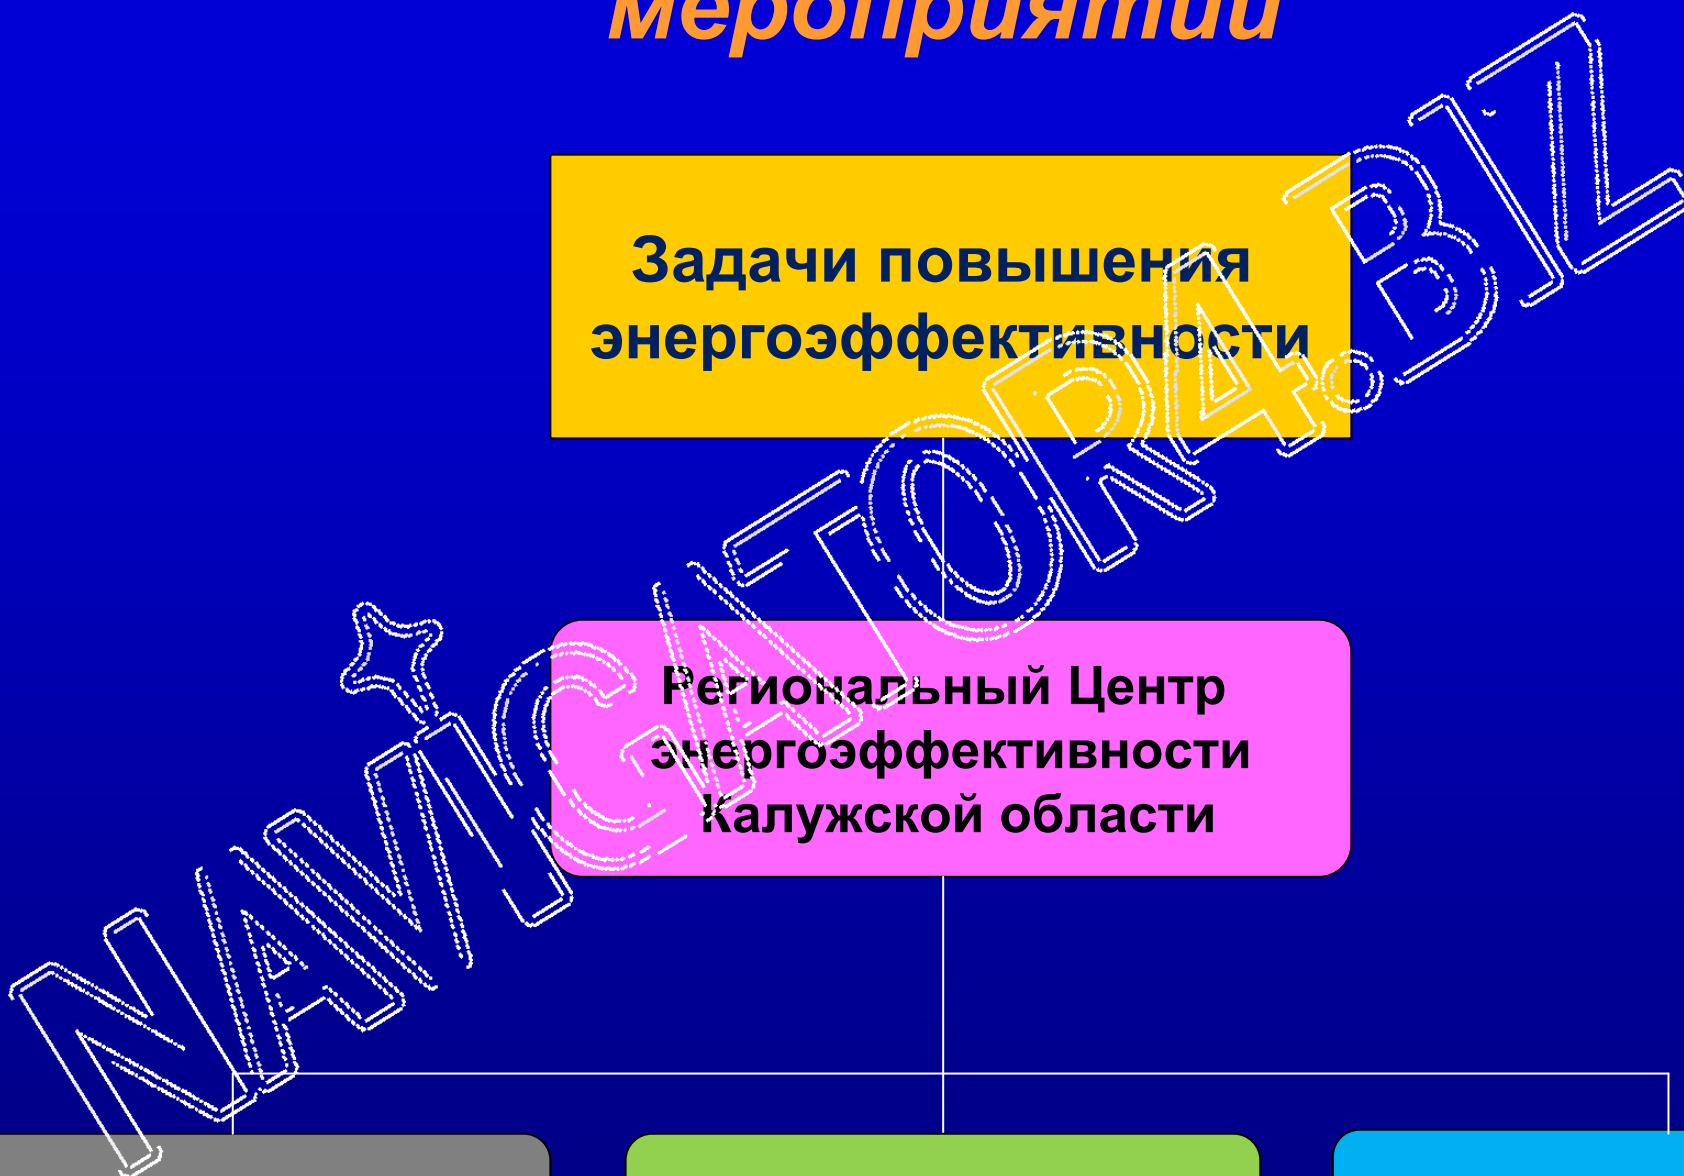 мероприятий
Задачи повышения
энергоэффективности
Региональный Центр
энергоэффективности
Калужской области
NAVIGATOR4.BIZ